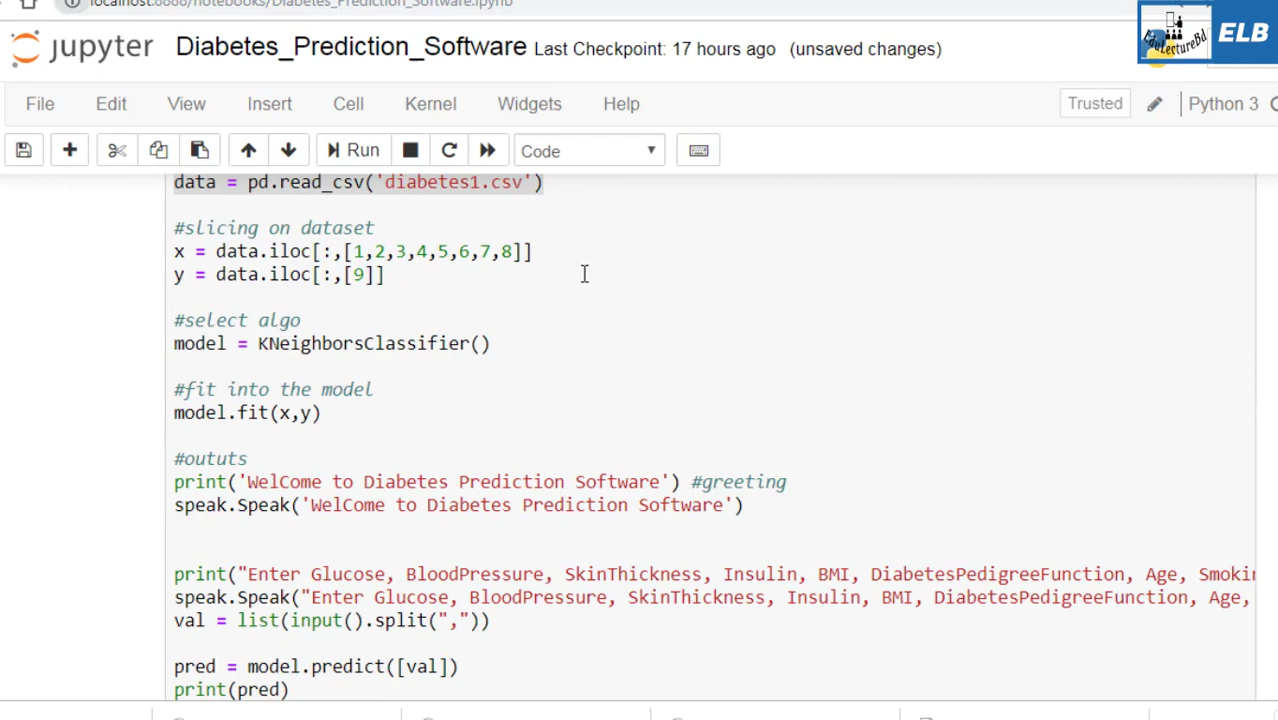 localhost:8888/notebooks/Diabetes_Prediction_Software.ipynb
EduLectureBd ELB
jupyter Diabetes_Prediction_Software Last Checkpoint: 17 hours ago (unsaved changes)
File Edit View Insert Cell Kernel Widgets Help Trusted Python 3
Run Code
data = pd.read_csv('diabetes1.csv')
#slicing on dataset
x = data.iloc[:,[1,2,3,4,5,6,7,8]]
y = data.iloc[:,[9]]
#select algo
model = KNeighborsClassifier()
#fit into the model
model.fit(x,y)
#oututs
print('WelCome to Diabetes Prediction Software') #greeting
speak.Speak('WelCome to Diabetes Prediction Software')
print("Enter Glucose, BloodPressure, SkinThickness, Insulin, BMI, DiabetesPedigreeFunction, Age, Smokin
speak.Speak("Enter Glucose, BloodPressure, SkinThickness, Insulin, BMI, DiabetesPedigreeFunction, Age,
val = list(input().split(","))
pred = model.predict([val])
print(pred)